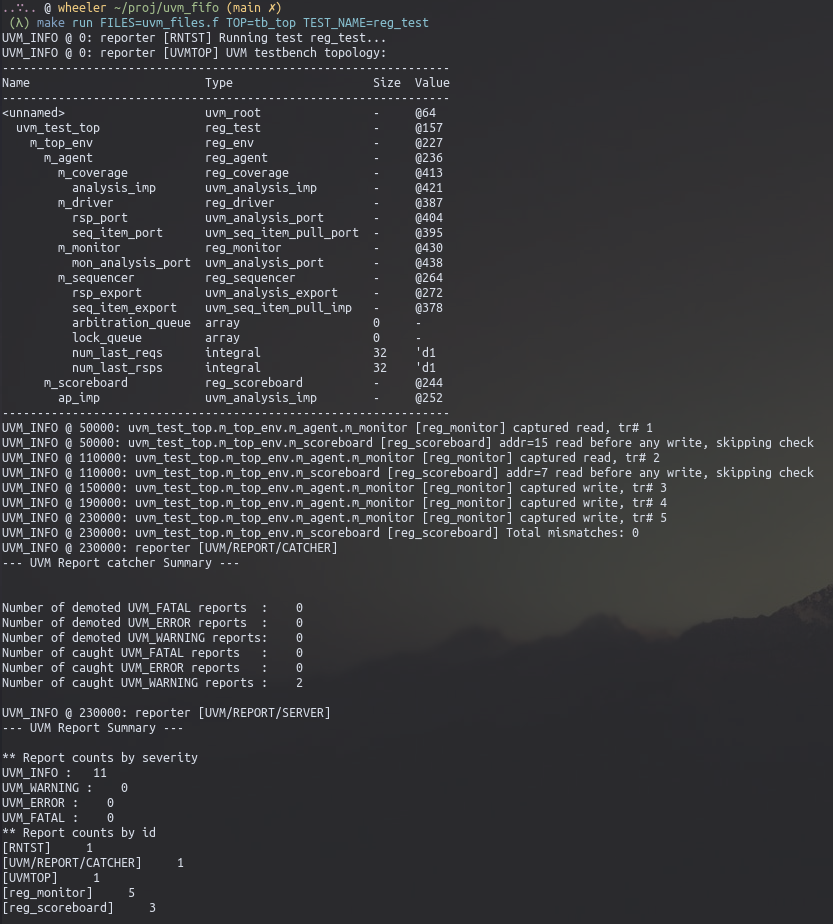 ..∵.. @ wheeler ~/proj/uvm_fifo (main ✗)
(λ) make run FILES=uvm_files.f TOP=tb_top TEST_NAME=reg_test
UVM_INFO @ 0: reporter [RNTST] Running test reg_test...
UVM_INFO @ 0: reporter [UVMTOP] UVM testbench topology:
----------------------------------------------------------------
Name                         Type                    Size  Value
----------------------------------------------------------------
<unnamed>                    uvm_root                -     @64
  uvm_test_top               reg_test                -     @157
    m_top_env                reg_env                 -     @227
      m_agent                reg_agent               -     @236
        m_coverage           reg_coverage            -     @413
          analysis_imp       uvm_analysis_imp        -     @421
        m_driver             reg_driver              -     @387
          rsp_port           uvm_analysis_port       -     @404
          seq_item_port      uvm_seq_item_pull_port  -     @395
        m_monitor            reg_monitor             -     @430
          mon_analysis_port  uvm_analysis_port       -     @438
        m_sequencer          reg_sequencer           -     @264
          rsp_export         uvm_analysis_export     -     @272
          seq_item_export    uvm_seq_item_pull_imp   -     @378
          arbitration_queue  array                   0     -
          lock_queue         array                   0     -
          num_last_reqs      integral                32    'd1
          num_last_rsps      integral                32    'd1
      m_scoreboard           reg_scoreboard          -     @244
        ap_imp               uvm_analysis_imp        -     @252
----------------------------------------------------------------
UVM_INFO @ 50000: uvm_test_top.m_top_env.m_agent.m_monitor [reg_monitor] captured read, tr# 1
UVM_INFO @ 50000: uvm_test_top.m_top_env.m_scoreboard [reg_scoreboard] addr=15 read before any write, skipping check
UVM_INFO @ 110000: uvm_test_top.m_top_env.m_agent.m_monitor [reg_monitor] captured read, tr# 2
UVM_INFO @ 110000: uvm_test_top.m_top_env.m_scoreboard [reg_scoreboard] addr=7 read before any write, skipping check
UVM_INFO @ 150000: uvm_test_top.m_top_env.m_agent.m_monitor [reg_monitor] captured write, tr# 3
UVM_INFO @ 190000: uvm_test_top.m_top_env.m_agent.m_monitor [reg_monitor] captured write, tr# 4
UVM_INFO @ 230000: uvm_test_top.m_top_env.m_agent.m_monitor [reg_monitor] captured write, tr# 5
UVM_INFO @ 230000: uvm_test_top.m_top_env.m_scoreboard [reg_scoreboard] Total mismatches: 0
UVM_INFO @ 230000: reporter [UVM/REPORT/CATCHER]
--- UVM Report catcher Summary ---
Number of demoted UVM_FATAL reports  :    0
Number of demoted UVM_ERROR reports  :    0
Number of demoted UVM_WARNING reports:    0
Number of caught UVM_FATAL reports   :    0
Number of caught UVM_ERROR reports   :    0
Number of caught UVM_WARNING reports :    2
UVM_INFO @ 230000: reporter [UVM/REPORT/SERVER]
--- UVM Report Summary ---
** Report counts by severity
UVM_INFO :   11
UVM_WARNING :    0
UVM_ERROR :    0
UVM_FATAL :    0
** Report counts by id
[RNTST]     1
[UVM/REPORT/CATCHER]     1
[UVMTOP]     1
[reg_monitor]     5
[reg_scoreboard]     3